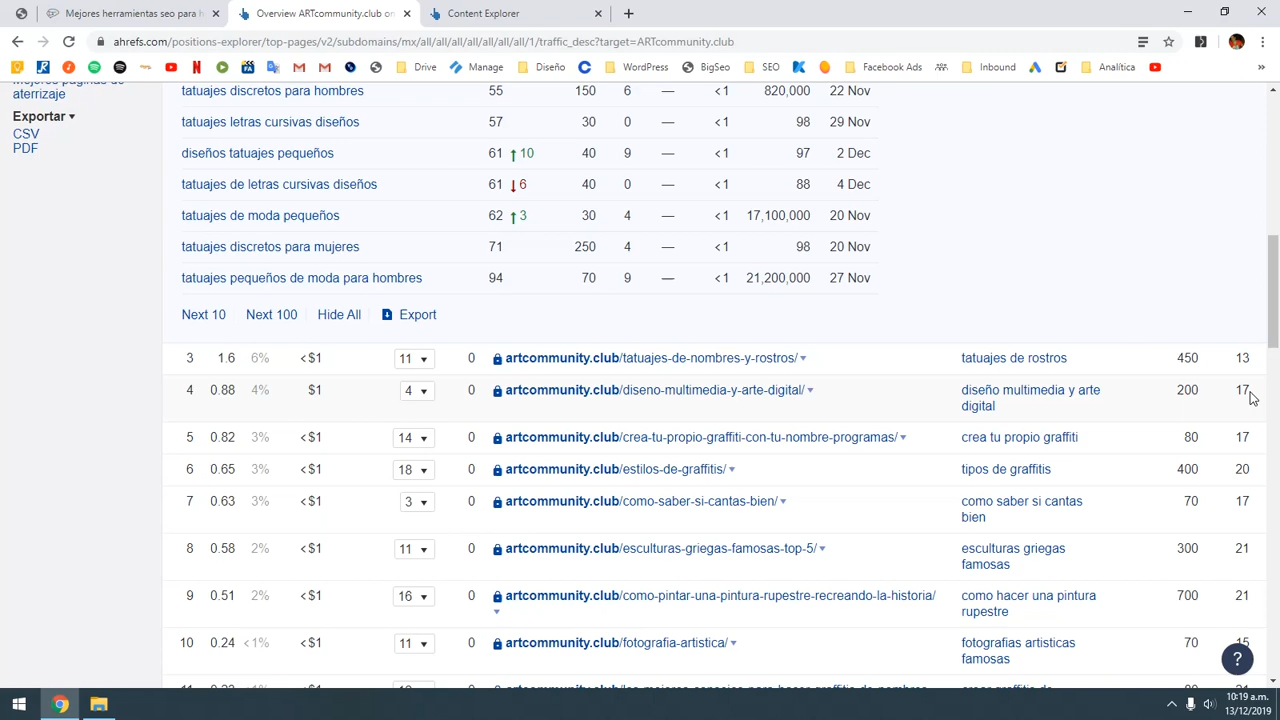 Mejores herramientas seo para h
Overview ARTcommunity.club on
Content Explorer
ahrefs.com/positions-explorer/top-pages/v2/subdomains/mx/all/all/all/all/all/all/all/1/traffic_desc?target=ARTcommunity.club
Drive Manage Diseño WordPress BigSeo SEO Facebook Ads Inbound Analítica »
Mejores páginas de
aterrizaje
Exportar
CSV
PDF
tatuajes discretos para hombres 55 150 6 — <1 820,000 22 Nov
tatuajes letras cursivas diseños 57 30 0 — <1 98 29 Nov
diseños tatuajes pequeños 61 ↑10 40 9 — <1 97 2 Dec
tatuajes de letras cursivas diseños 61 ↓6 40 0 — <1 88 4 Dec
tatuajes de moda pequeños 62 ↑3 30 4 — <1 17,100,000 20 Nov
tatuajes discretos para mujeres 71 250 4 — <1 98 20 Nov
tatuajes pequeños de moda para hombres 94 70 9 — <1 21,200,000 27 Nov
Next 10 Next 100 Hide All Export
3 1.6 6% <$1 11 0 artcommunity.club/tatuajes-de-nombres-y-rostros/ tatuajes de rostros 450 13
4 0.88 4% $1 4 0 artcommunity.club/diseno-multimedia-y-arte-digital/ diseño multimedia y arte 200 17
digital
5 0.82 3% <$1 14 0 artcommunity.club/crea-tu-propio-graffiti-con-tu-nombre-programas/ crea tu propio graffiti 80 17
6 0.65 3% <$1 18 0 artcommunity.club/estilos-de-graffitis/ tipos de graffitis 400 20
7 0.63 3% <$1 3 0 artcommunity.club/como-saber-si-cantas-bien/ como saber si cantas 70 17
bien
8 0.58 2% <$1 11 0 artcommunity.club/esculturas-griegas-famosas-top-5/ esculturas griegas 300 21
famosas
9 0.51 2% <$1 16 0 artcommunity.club/como-pintar-una-pintura-rupestre-recreando-la-historia/ como hacer una pintura 700 21
rupestre
10 0.24 <1% <$1 11 0 artcommunity.club/fotografia-artistica/ fotografias artisticas 70 15
famosas
?
10:19 a.m.
13/12/2019